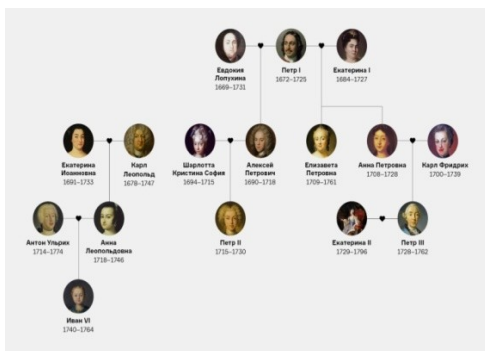 Евдокия
Лопухина
1669–1731
Петр I
1672–1725
Екатерина I
1684–1727
Екатерина
Иоанновна
1691–1733
Карл
Леопольд
1678–1747
Шарлотта
Кристина София
1694–1715
Алексей
Петрович
1690–1718
Елизавета
Петровна
1709–1761
Анна Петровна
1708–1728
Карл Фридрих
1700–1739
Антон Ульрих
1714–1774
Анна
Леопольдовна
1718–1746
Петр II
1715–1730
Екатерина II
1729–1796
Петр III
1728–1762
Иван VI
1740–1764